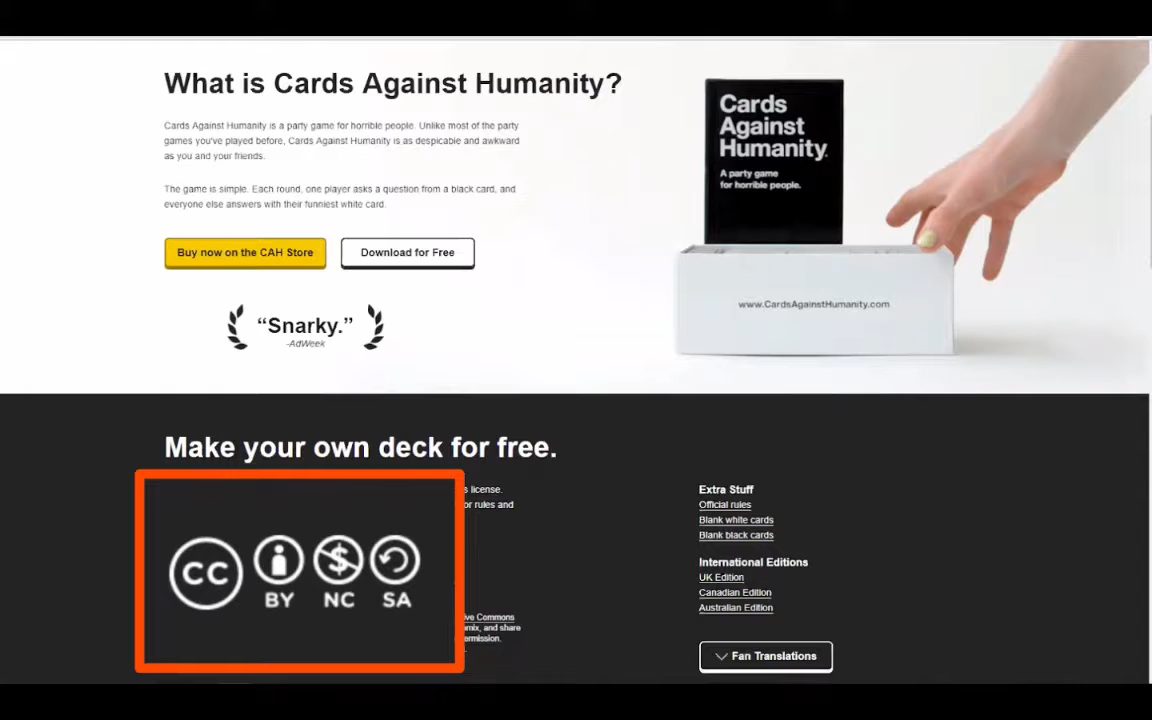 What is Cards Against Humanity?
Cards Against Humanity is a party game for horrible people. Unlike most of the party
games you've played before, Cards Against Humanity is as despicable and awkward
as you and your friends.
The game is simple. Each round, one player asks a question from a black card, and
everyone else answers with their funniest white card.
Buy now on the CAH Store
Download for Free
“Snarky.”
-AdWeek
Cards
Against
Humanity.
A party game
for horrible people.
www.CardsAgainstHumanity.com
Make your own deck for free.
s license.
or rules and
CC
BY NC SA
ive Commons
mix, and share
ermission.
Extra Stuff
Official rules
Blank white cards
Blank black cards
International Editions
UK Edition
Canadian Edition
Australian Edition
Fan Translations